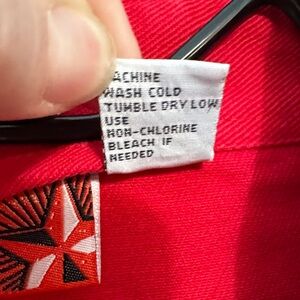 ACHINE
WASH COLD
TUMBLE DRY LOW
USE
NON-CHLORINE
BLEACH IF
NEEDED